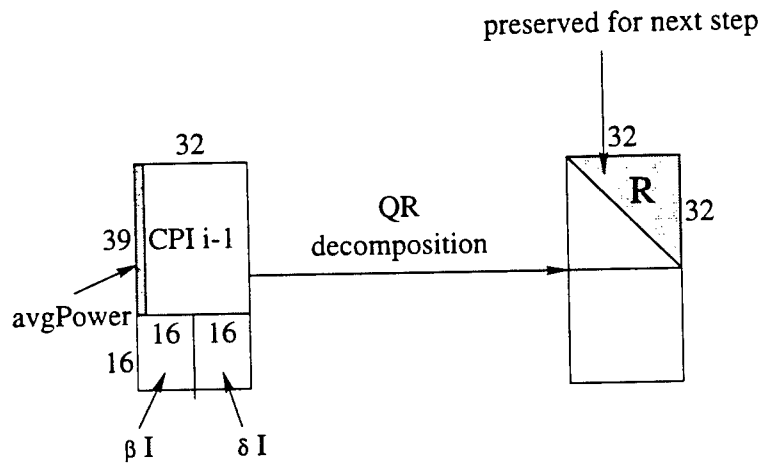 preserved for next step
32
32
R
QR
32
39
CPI i-1
decomposition
avgPower
16
16
16
β I
δ I